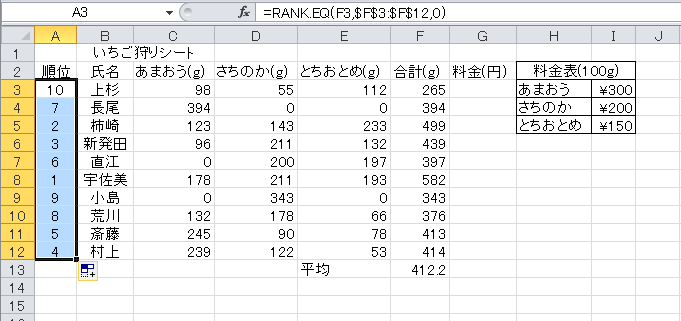 A3 fx =RANK.EQ(F3,$F$3:$F$12,0)
A B C D E F G H I J
1 いちご狩りシート
2 順位 氏名 あまおう(g) さちのか(g) とちおとめ(g) 合計(g) 料金(円) 料金表(100g)
3 10 上杉 98 55 112 265 あまおう ¥300
4 7 長尾 394 0 0 394 さちのか ¥200
5 2 柿崎 123 143 233 499 とちおとめ ¥150
6 3 新発田 96 211 132 439
7 6 直江 0 200 197 397
8 1 宇佐美 178 211 193 582
9 9 小島 0 343 0 343
10 8 荒川 132 178 66 376
11 5 斎藤 245 90 78 413
12 4 村上 239 122 53 414
13 平均 412.2
14
15